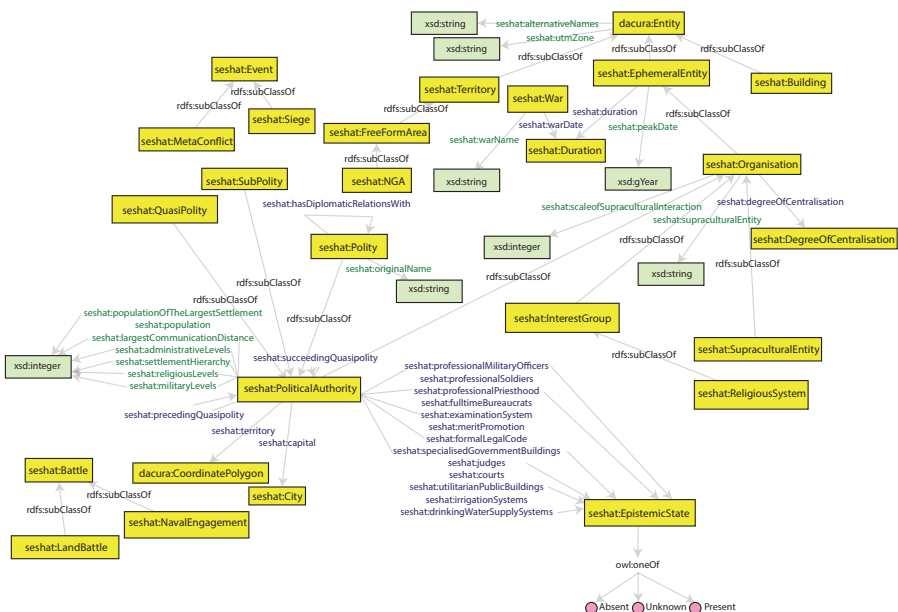 xsd:string
seshat:alternativeNames
dacura:Entity
seshat:utmZone
xsd:string
rdfs:subClassOf
rdfs:subClassOf
rdfs:subClassOf
seshat:Event
seshat:EphemeralEntity
seshat:Building
rdfs:subClassOf
seshat:Territory
seshat:War
rdfs:subClassOf
rdfs:subClassOf
rdfs:subClassOf
seshat:duration
rdfs:subClassOf
seshat:Siege
seshat:FreeFormArea
seshat:warDate
seshat:peakDate
seshat:MetaConflict
seshat:warName
seshat:Duration
rdfs:subClassOf
seshat:Organisation
seshat:SubPolity
seshat:NGA
xsd:string
xsd:gYear
seshat:QuasiPolity
seshat:hasDiplomaticRelationsWith
seshat:scaleofSupraculturalInteraction
seshat:degreeOfCentralisation
seshat:supraculturalEntity
seshat:Polity
xsd:integer
rdfs:subClassOf
seshat:DegreeOfCentralisation
seshat:originalName
rdfs:subClassOf
xsd:string
rdfs:subClassOf
xsd:string
rdfs:subClassOf
rdfs:subClassOf
seshat:populationOfTheLargestSettlement
rdfs:subClassOf
seshat:InterestGroup
seshat:population
seshat:largestCommunicationDistance
seshat:administrativeLevels
seshat:succeedingQuasipolity
seshat:SupraculturalEntity
rdfs:subClassOf
xsd:integer
seshat:settlementHierarchy
seshat:religiousLevels
seshat:professionalMilitaryOfficers
seshat:militaryLevels
seshat:PoliticalAuthority
seshat:professionalSoldiers
seshat:professionalPriesthood
seshat:ReligiousSystem
seshat:fulltimeBureaucrats
seshat:precedingQuasipolity
seshat:examinationSystem
seshat:meritPromotion
seshat:territory
seshat:formalLegalCode
seshat:capital
seshat:specialisedGovernmentBuildings
seshat:Battle
dacura:CoordinatePolygon
seshat:judges
seshat:courts
rdfs:subClassOf
seshat:City
seshat:utilitarianPublicBuildings
rdfs:subClassOf
seshat:NavalEngagement
seshat:irrigationSystems
seshat:drinkingWaterSupplySystems
seshat:EpistemicState
seshat:LandBattle
owl:oneOf
Absent
Unknown
Present